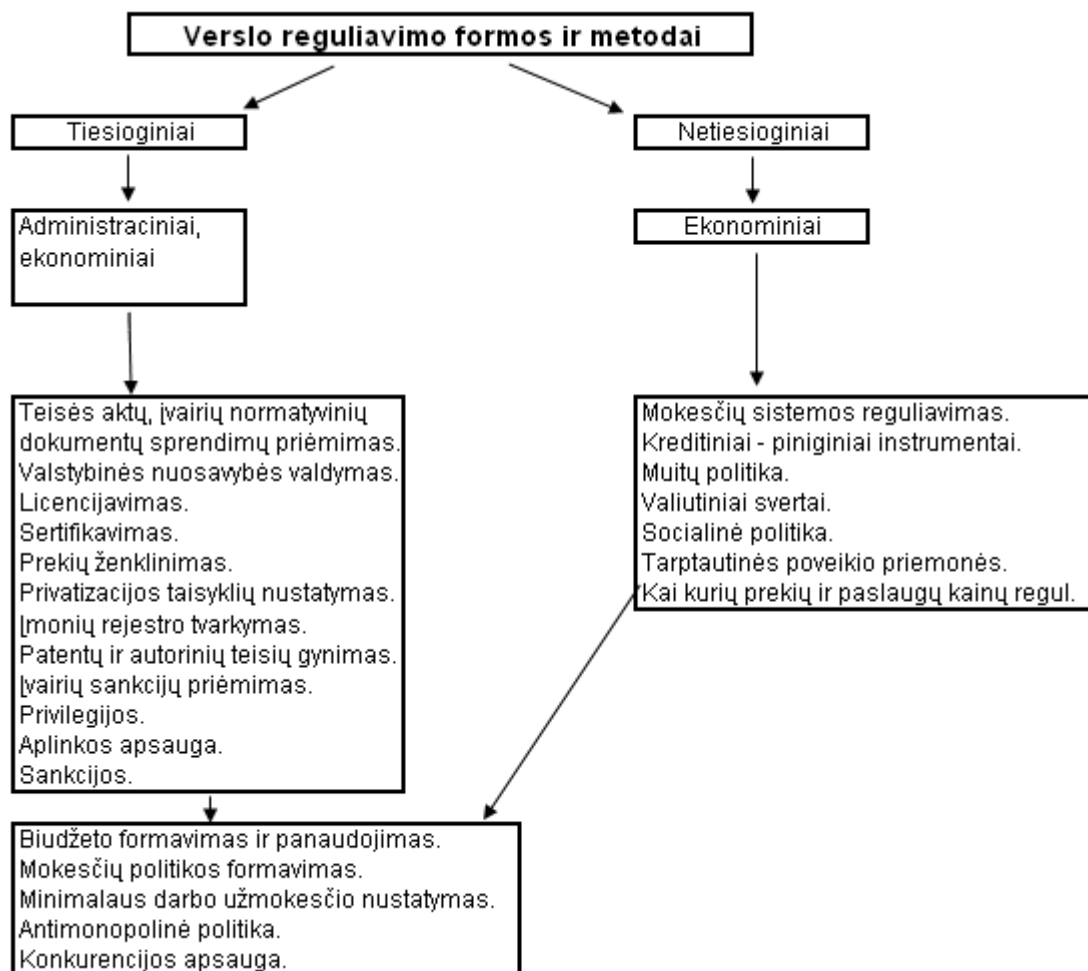 Verslo reguliavimo formos ir metodai
Tiesioginiai
Netiesioginiai
Administraciniai,
ekonominiai
Ekonominiai
Teisės aktų, įvairių normatyvinių
dokumentų sprendimų priėmimas.
Valstybinės nuosavybės valdymas.
Licencijavimas.
Sertifikavimas.
Prekių ženklinimas.
Privatizacijos taisyklių nustatymas.
Įmonių rejestro tvarkymas.
Patentų ir autorinių teisių gynimas.
Įvairių sankcijų priėmimas.
Privilegijos.
Aplinkos apsauga.
Sankcijos.
Mokesčių sistemos reguliavimas.
Kreditiniai - piniginiai instrumentai.
Muitų politika.
Valiutiniai svertai.
Socialinė politika.
Tarptautinės poveikio priemonės.
Kai kurių prekių ir paslaugų kainų regul.
Biudžeto formavimas ir panaudojimas.
Mokesčių politikos formavimas.
Minimalaus darbo užmokesčio nustatymas.
Antimonopolinė politika.
Konkurencijos apsauga.